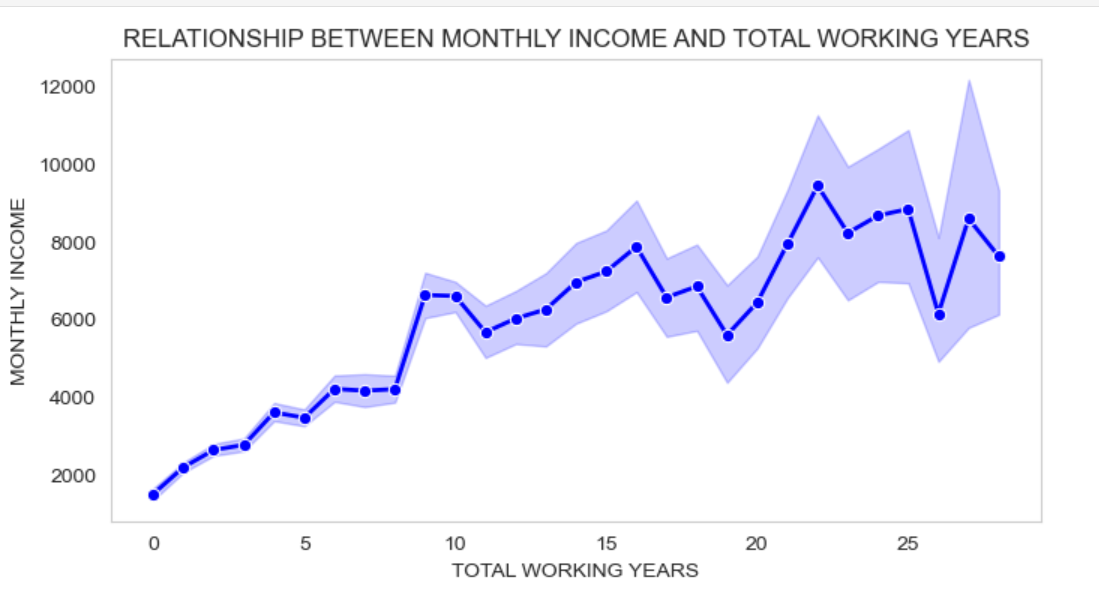 RELATIONSHIP BETWEEN MONTHLY INCOME AND TOTAL WORKING YEARS
12000
10000
8000
6000
4000
2000
MONTHLY INCOME
0 5 10 15 20 25
TOTAL WORKING YEARS